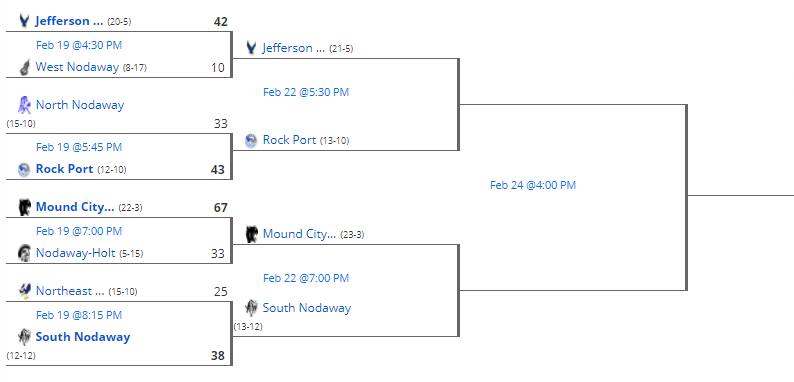 Jefferson ... (20-5) 42
Feb 19 @4:30 PM
West Nodaway (8-17) 10
North Nodaway
(15-10) 33
Feb 19 @5:45 PM
Rock Port (12-10) 43
Mound City... (22-3) 67
Feb 19 @7:00 PM
Nodaway-Holt (5-15) 33
Northeast ... (15-10) 25
Feb 19 @8:15 PM
South Nodaway
(12-12) 38
Jefferson ... (21-5)
Feb 22 @5:30 PM
Rock Port (13-10)
Mound City... (23-3)
Feb 22 @7:00 PM
South Nodaway
(13-12)
Feb 24 @4:00 PM